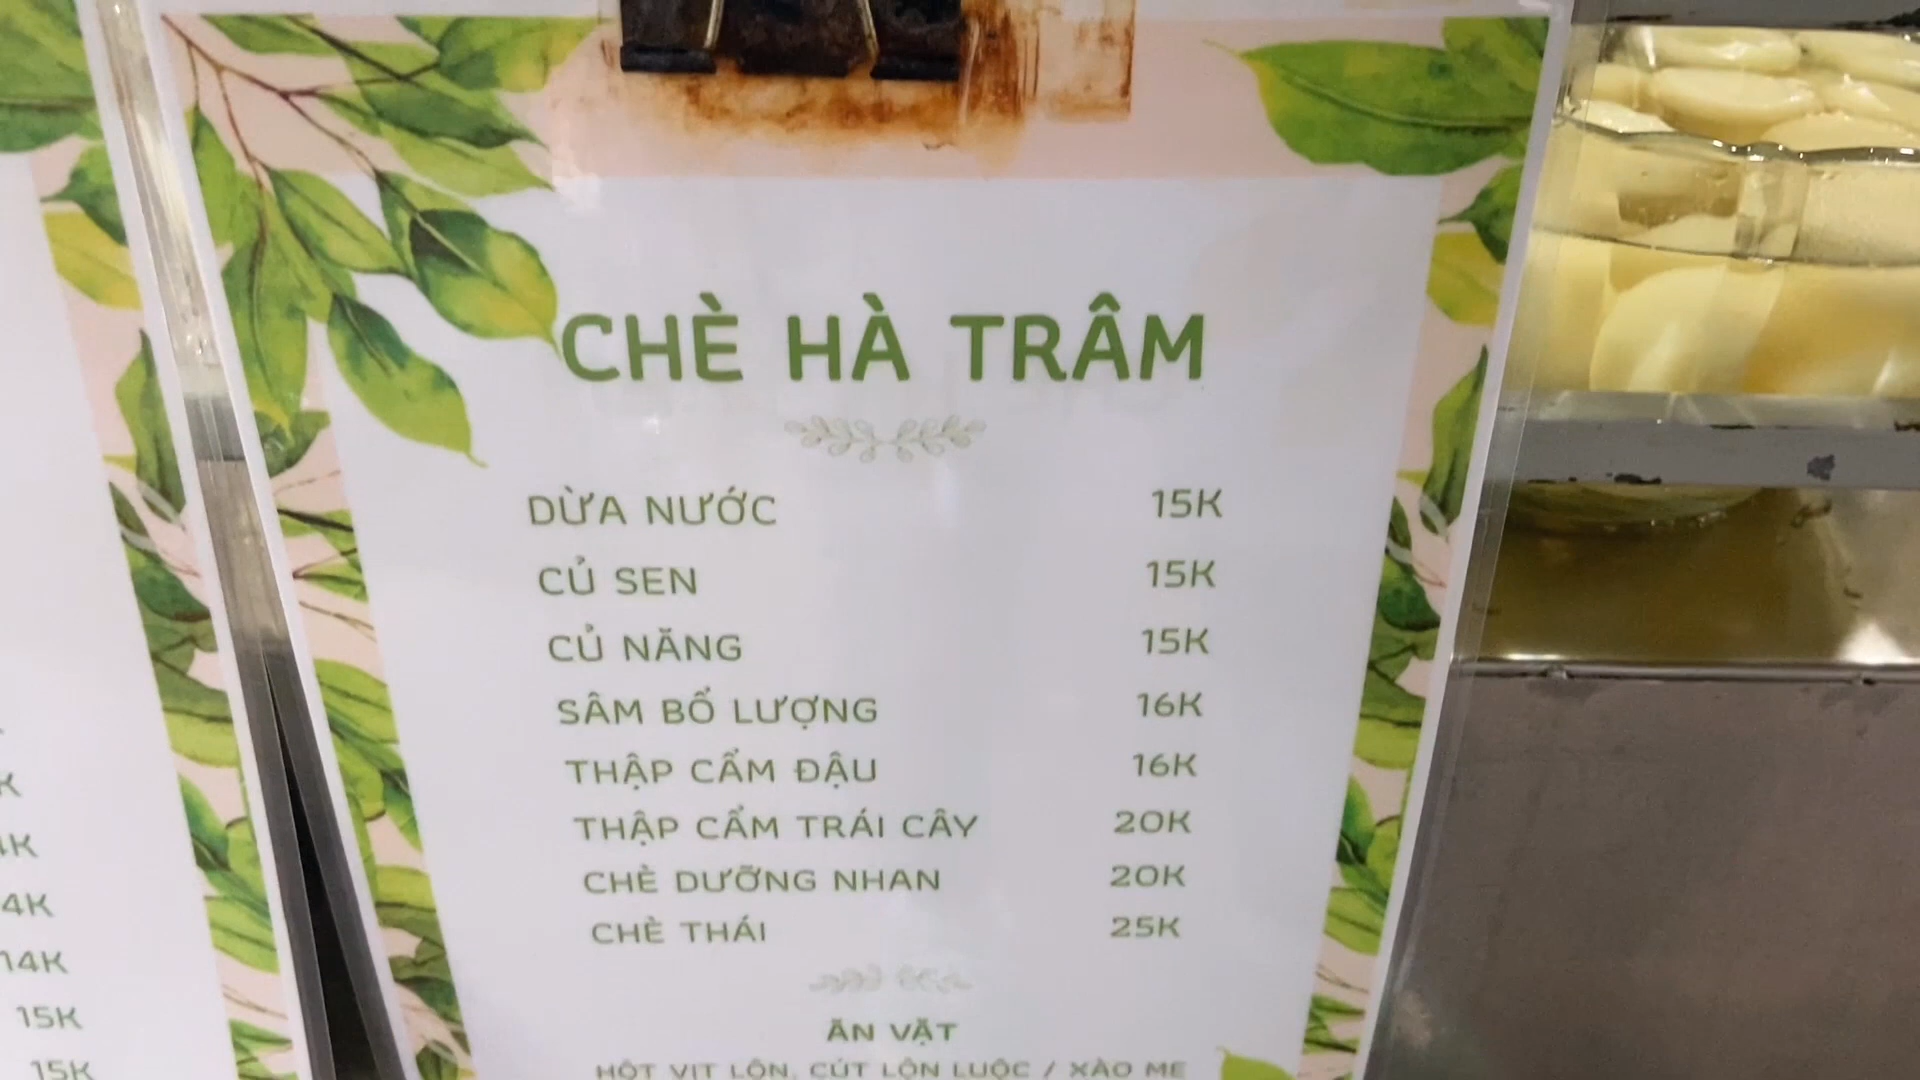 CHÈ HÀ TRÂM
DỪA NƯỚC 15K
CỦ SEN 15K
CỦ NĂNG 15K
SÂM BỔ LƯỢNG 16K
THẬP CẨM ĐẬU 16K
THẬP CẨM TRÁI CÂY 20K
CHÈ DƯỠNG NHAN 20K
CHÈ THÁI 25K
ĂN VẶT
HỘT VỊT LỘN, CÚT LỘN LUỘC / XÀO ME
14K
15K
15K